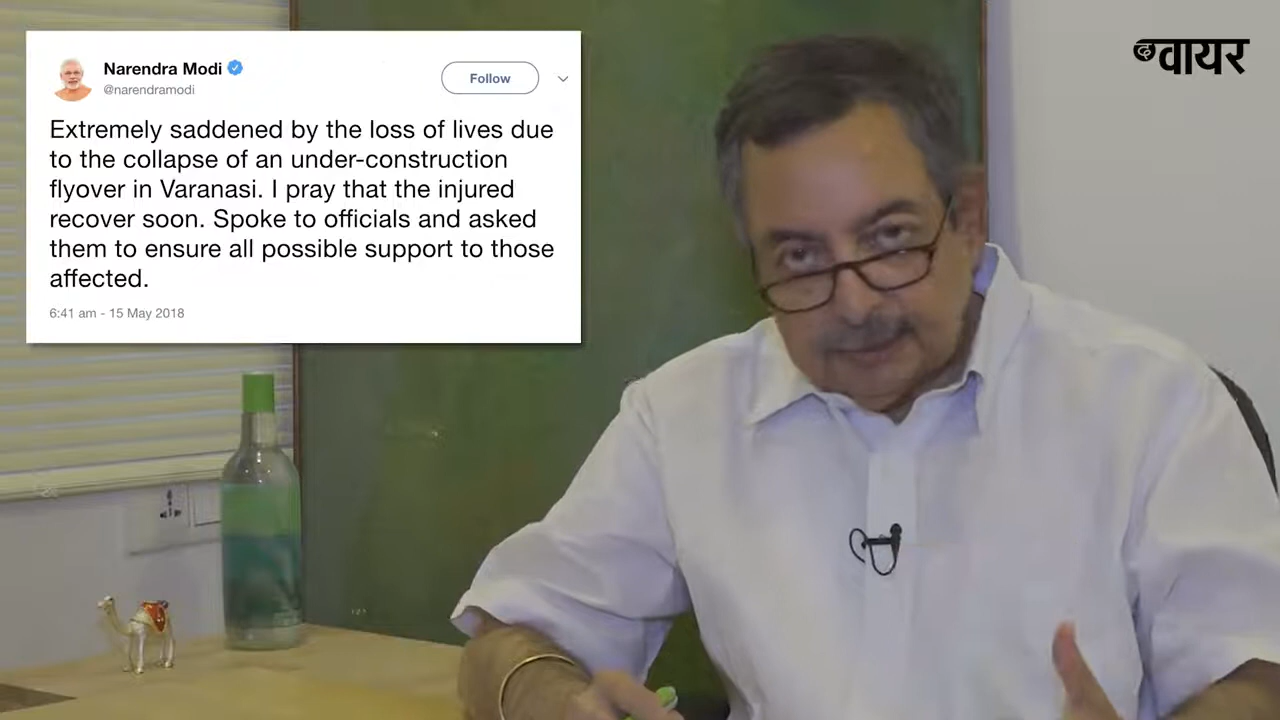 Narendra Modi
@narendramodi
Follow
Extremely saddened by the loss of lives due
to the collapse of an under-construction
flyover in Varanasi. I pray that the injured
recover soon. Spoke to officials and asked
them to ensure all possible support to those
affected.
6:41 am - 15 May 2018
द वायर